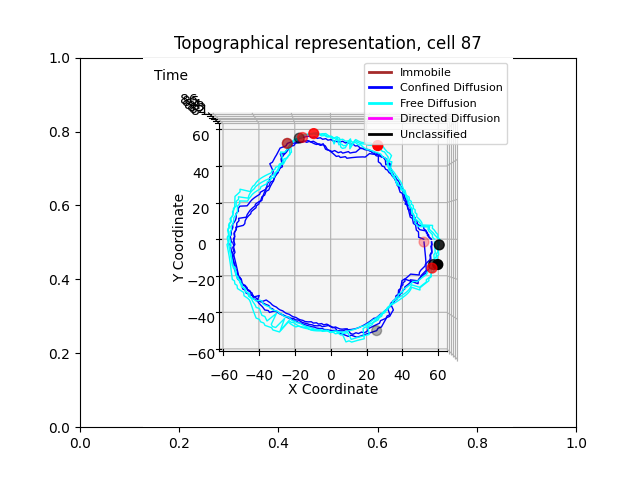 Topographical representation, cell 87
1.0
0.8
0.6
0.4
0.2
0.0
0.0 0.2 0.4 0.6 0.8 1.0
Time
Immobile
Confined Diffusion
Free Diffusion
Directed Diffusion
Unclassified
Y Coordinate
60
40
20
0
−20
−40
−60
−60 −40 −20 0 20 40 60
X Coordinate